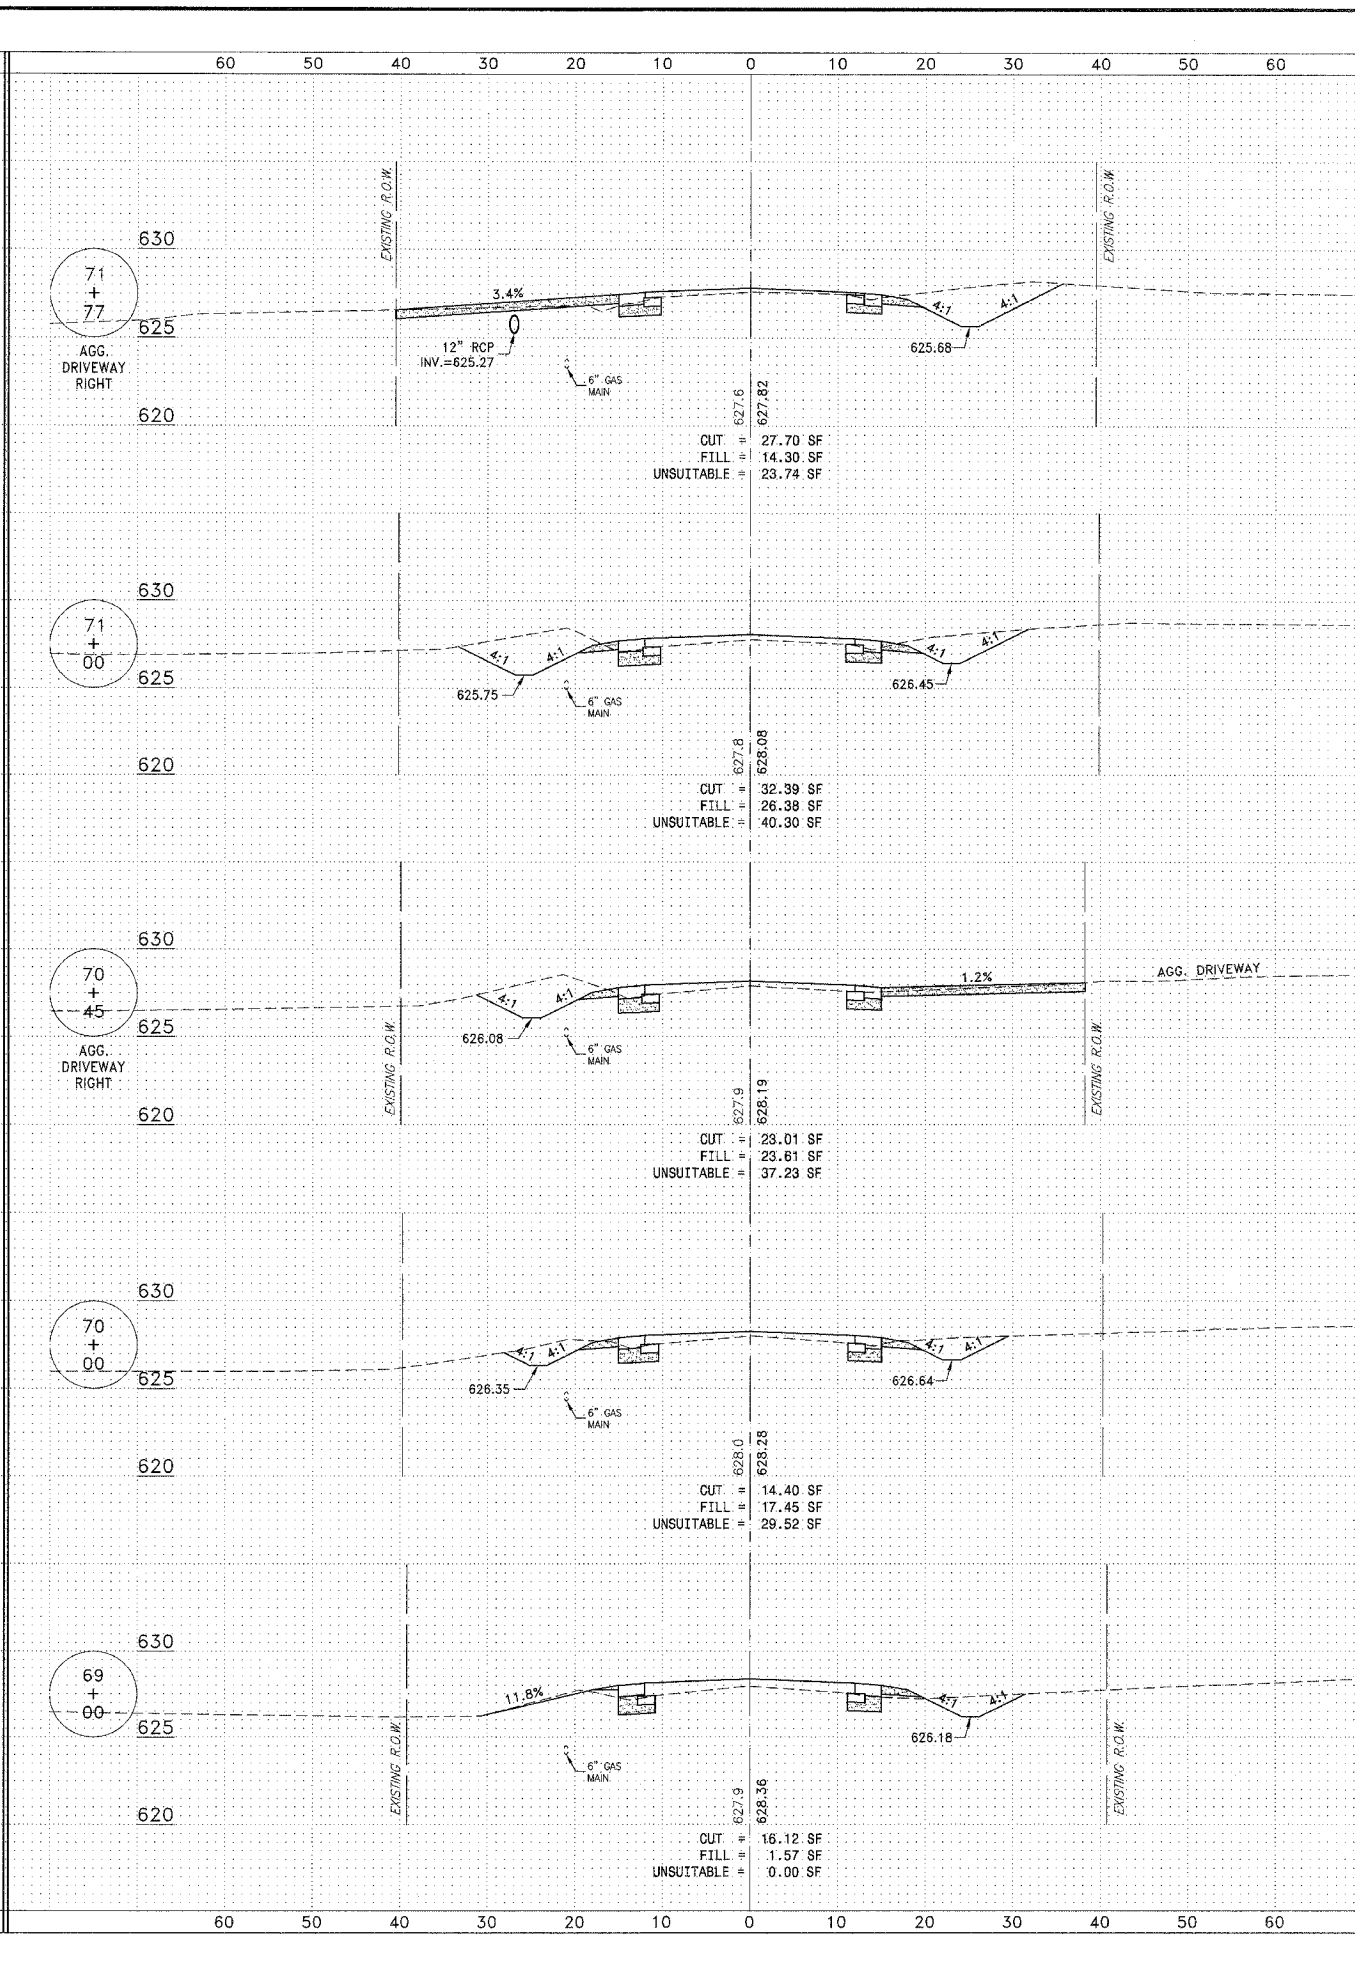 60 50 40 30 20 10 0 10 20 30 40 50 60
EXISTING R.O.W.
EXISTING R.O.W.
630
71
+
77
3.4%
4:1
4:1
625
AGG.
DRIVEWAY
RIGHT
12" RCP
INV.=625.27
625.68
6" GAS
MAIN
620
627.6
627.82
CUT = 27.70 SF
FILL = 14.30 SF
UNSUITABLE = 23.74 SF
630
71
+
00
4:1
4:1
4:1
4:1
625
625.75
626.45
6" GAS
MAIN
620
627.8
628.08
CUT = 32.39 SF
FILL = 26.38 SF
UNSUITABLE = 40.30 SF
630
70
+
45
4:1
4:1
1.2%
AGG. DRIVEWAY
625
AGG.
DRIVEWAY
RIGHT
626.08
6" GAS
MAIN
EXISTING R.O.W.
EXISTING R.O.W.
620
627.9
628.19
CUT = 23.01 SF
FILL = 23.61 SF
UNSUITABLE = 37.23 SF
630
70
+
00
4:1
4:1
4:1
4:1
625
626.35
626.64
6" GAS
MAIN
620
628.0
628.28
CUT = 14.40 SF
FILL = 17.45 SF
UNSUITABLE = 29.52 SF
630
69
+
00
11.8%
4:1
4:1
625
626.18
6" GAS
MAIN
EXISTING R.O.W.
EXISTING R.O.W.
620
627.9
628.36
CUT = 16.12 SF
FILL = 1.57 SF
UNSUITABLE = 0.00 SF
60 50 40 30 20 10 0 10 20 30 40 50 60